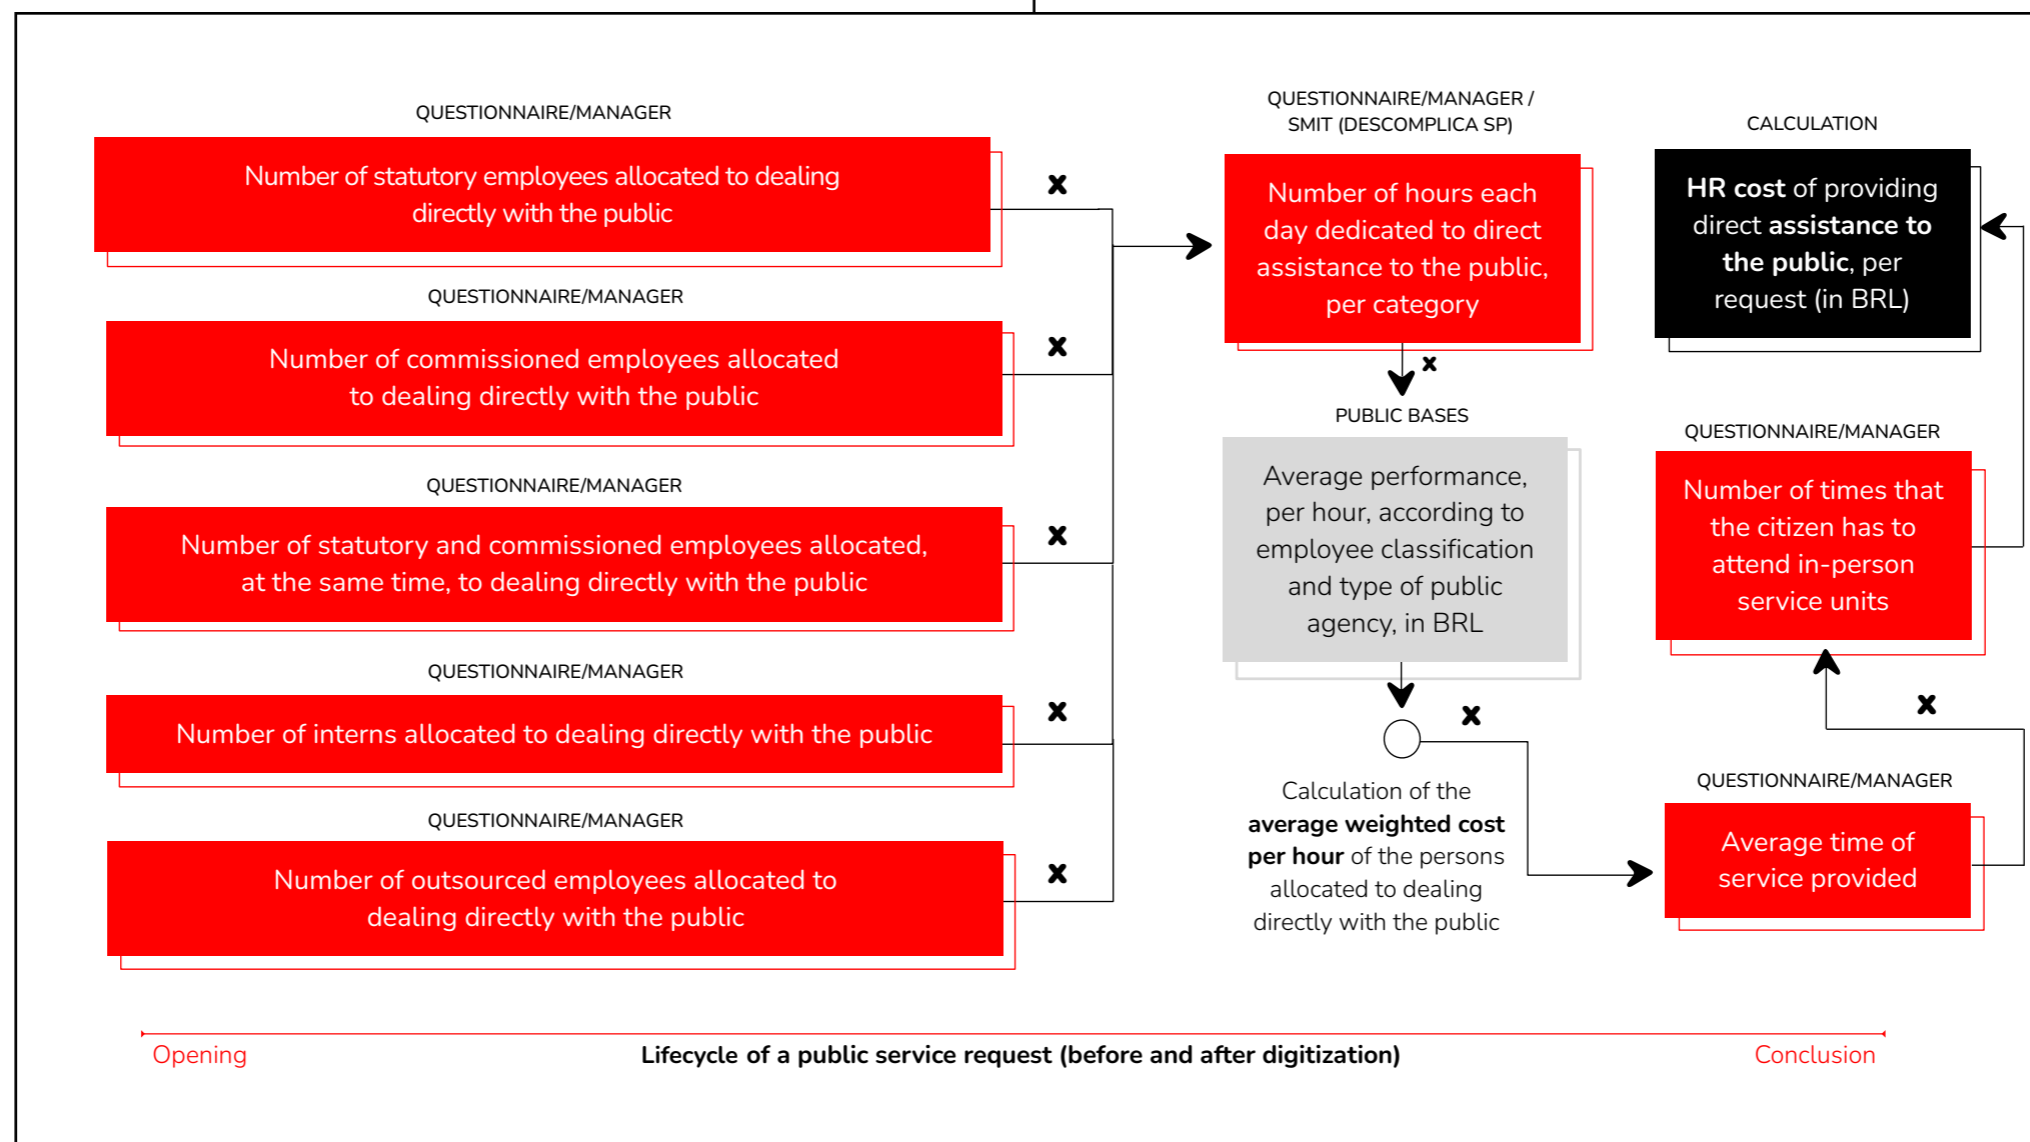 QUESTIONNAIRE/MANAGER
Number of statutory employees allocated to dealing
directly with the public
x
QUESTIONNAIRE/MANAGER
Number of commissioned employees allocated
to dealing directly with the public
x
QUESTIONNAIRE/MANAGER
Number of statutory and commissioned employees allocated,
at the same time, to dealing directly with the public
x
QUESTIONNAIRE/MANAGER
Number of interns allocated to dealing directly with the public
x
QUESTIONNAIRE/MANAGER
Number of outsourced employees allocated to
dealing directly with the public
x
QUESTIONNAIRE/MANAGER /
SMIT (DESCOMPLICA SP)
Number of hours each
day dedicated to direct
assistance to the public,
per category
x
PUBLIC BASES
Average performance,
per hour, according to
employee classification
and type of public
agency, in BRL
x
Calculation of the
average weighted cost
per hour of the persons
allocated to dealing
directly with the public
CALCULATION
HR cost of providing
direct assistance to
the public, per
request (in BRL)
QUESTIONNAIRE/MANAGER
Number of times that
the citizen has to
attend in-person
service units
x
QUESTIONNAIRE/MANAGER
Average time of
service provided
Opening
Lifecycle of a public service request (before and after digitization)
Conclusion